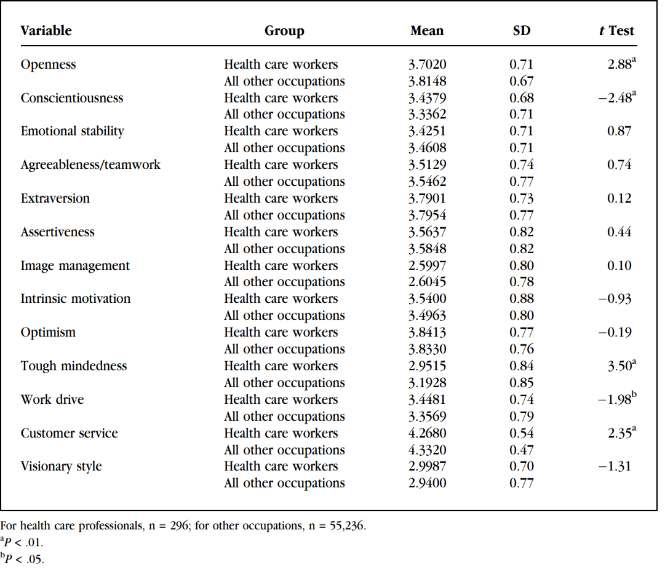 Variable Group Mean SD t Test
Openness Health care workers 3.7020 0.71 2.88a
All other occupations 3.8148 0.67
Conscientiousness Health care workers 3.4379 0.68 −2.48a
All other occupations 3.3362 0.71
Emotional stability Health care workers 3.4251 0.71 0.87
All other occupations 3.4608 0.71
Agreeableness/teamwork Health care workers 3.5129 0.74 0.74
All other occupations 3.5462 0.77
Extraversion Health care workers 3.7901 0.73 0.12
All other occupations 3.7954 0.77
Assertiveness Health care workers 3.5637 0.82 0.44
All other occupations 3.5848 0.82
Image management Health care workers 2.5997 0.80 0.10
All other occupations 2.6045 0.78
Intrinsic motivation Health care workers 3.5400 0.88 −0.93
All other occupations 3.4963 0.80
Optimism Health care workers 3.8413 0.77 −0.19
All other occupations 3.8330 0.76
Tough mindedness Health care workers 2.9515 0.84 3.50a
All other occupations 3.1928 0.85
Work drive Health care workers 3.4481 0.74 −1.98b
All other occupations 3.3569 0.79
Customer service Health care workers 4.2680 0.54 2.35a
All other occupations 4.3320 0.47
Visionary style Health care workers 2.9987 0.70 −1.31
All other occupations 2.9400 0.77
For health care professionals, n = 296; for other occupations, n = 55,236.
aP < .01.
bP < .05.